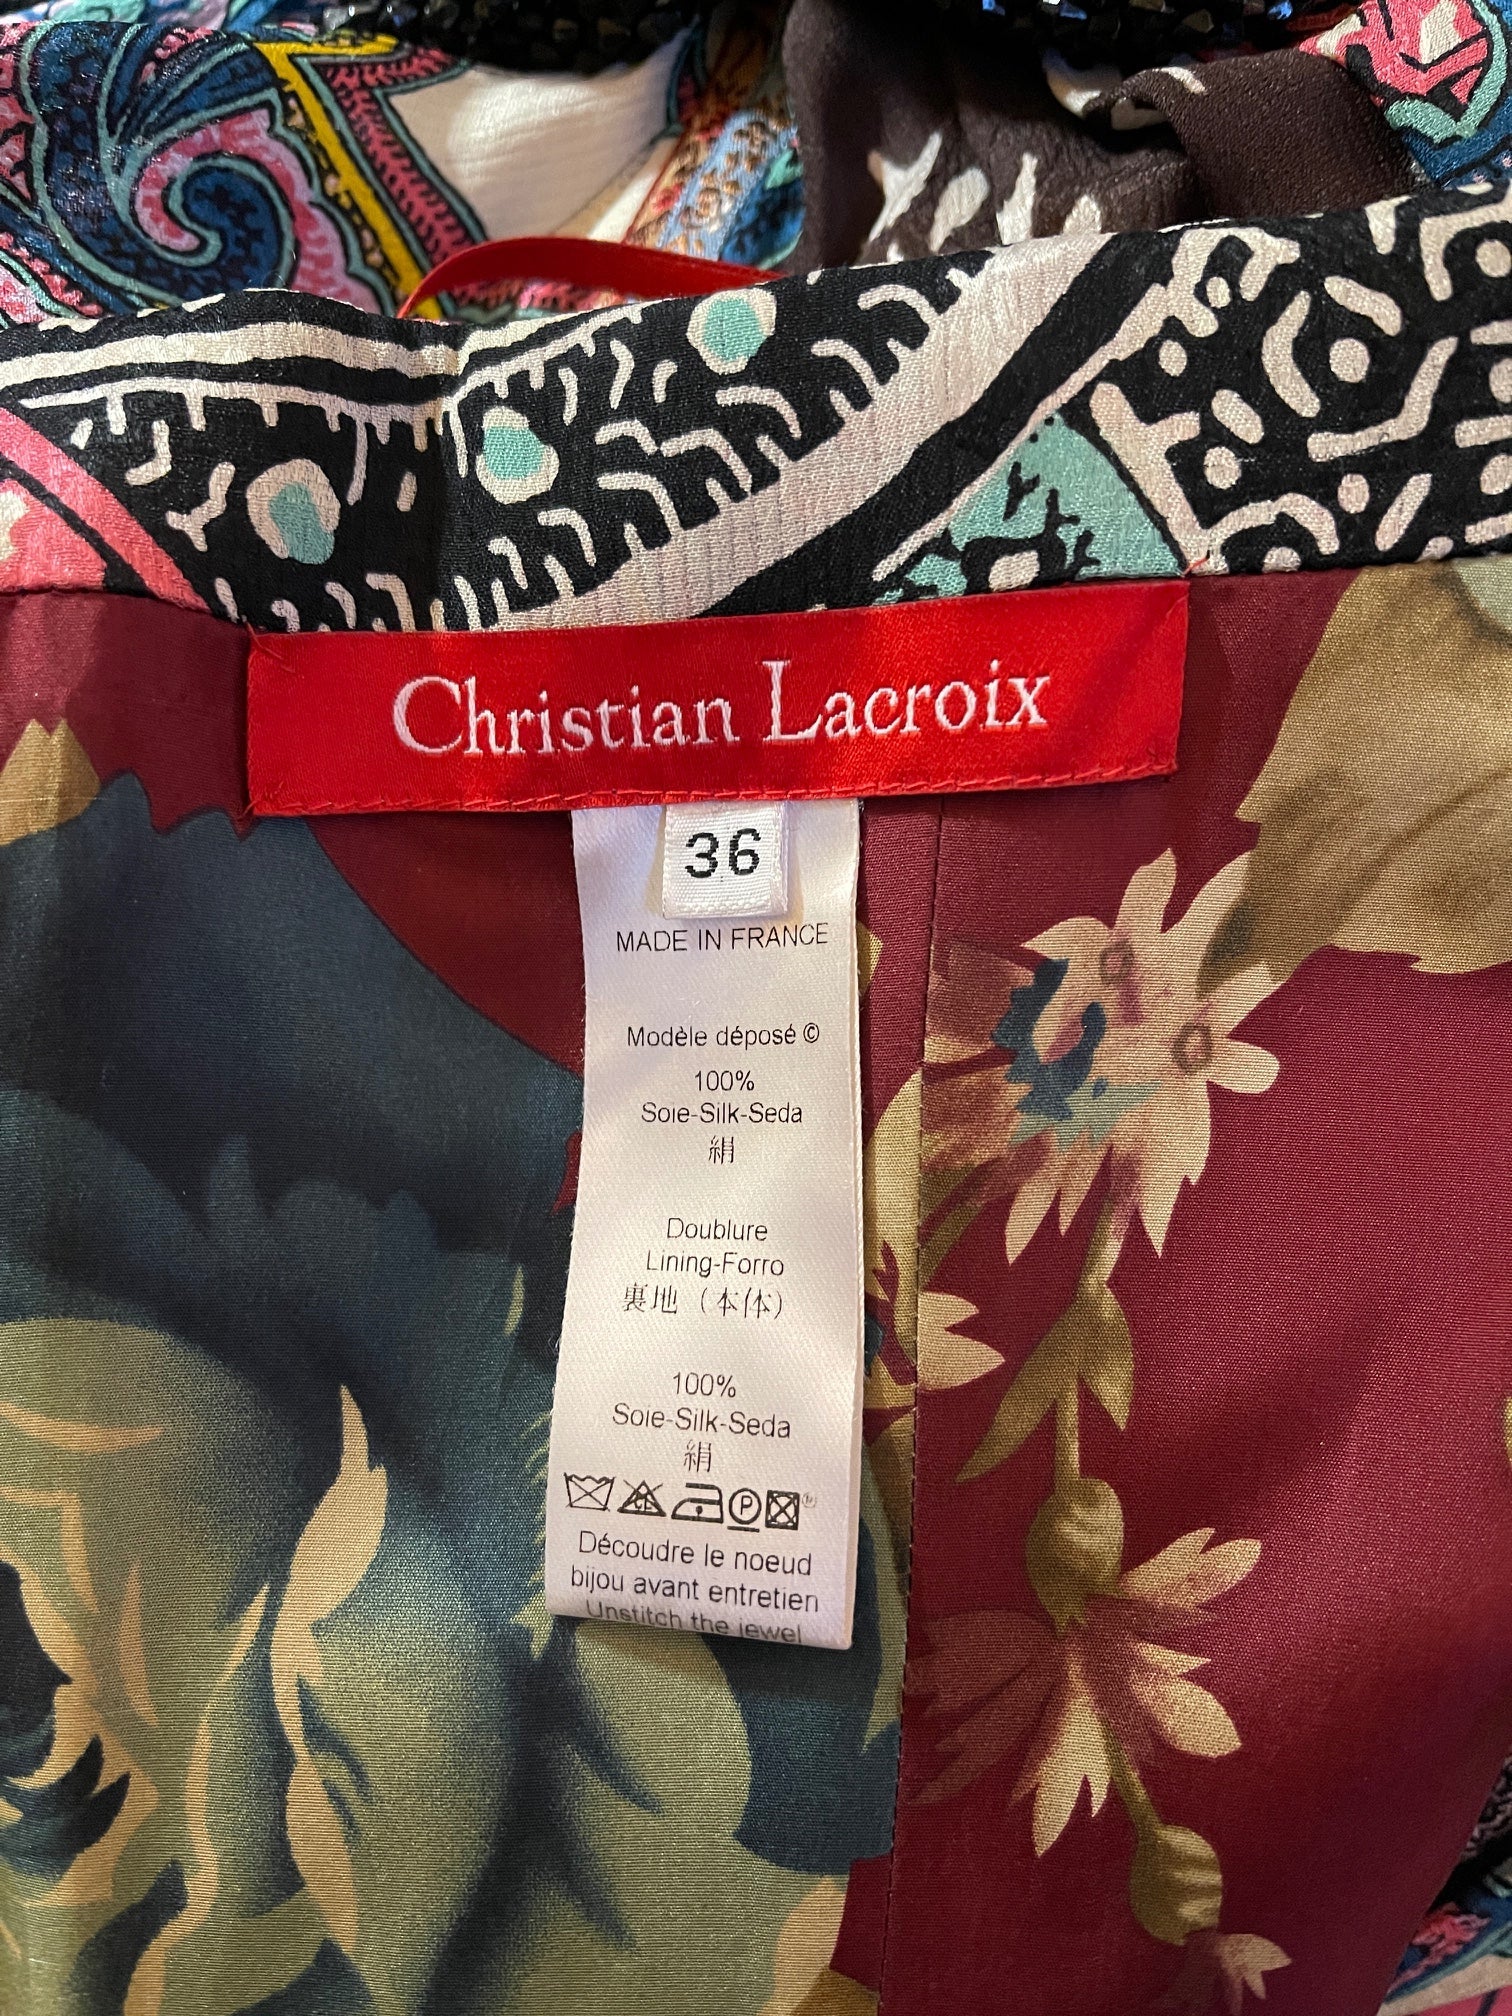 Christian Lacroix
36
MADE IN FRANCE
Modèle déposé ©
100%
Soie-Silk-Seda
絹
Doublure
Lining-Forro
裏地（本体）
100%
Soie-Silk-Seda
絹
CL
P
Découdre le noeud
bijou avant entretien
Unstitch the jewel